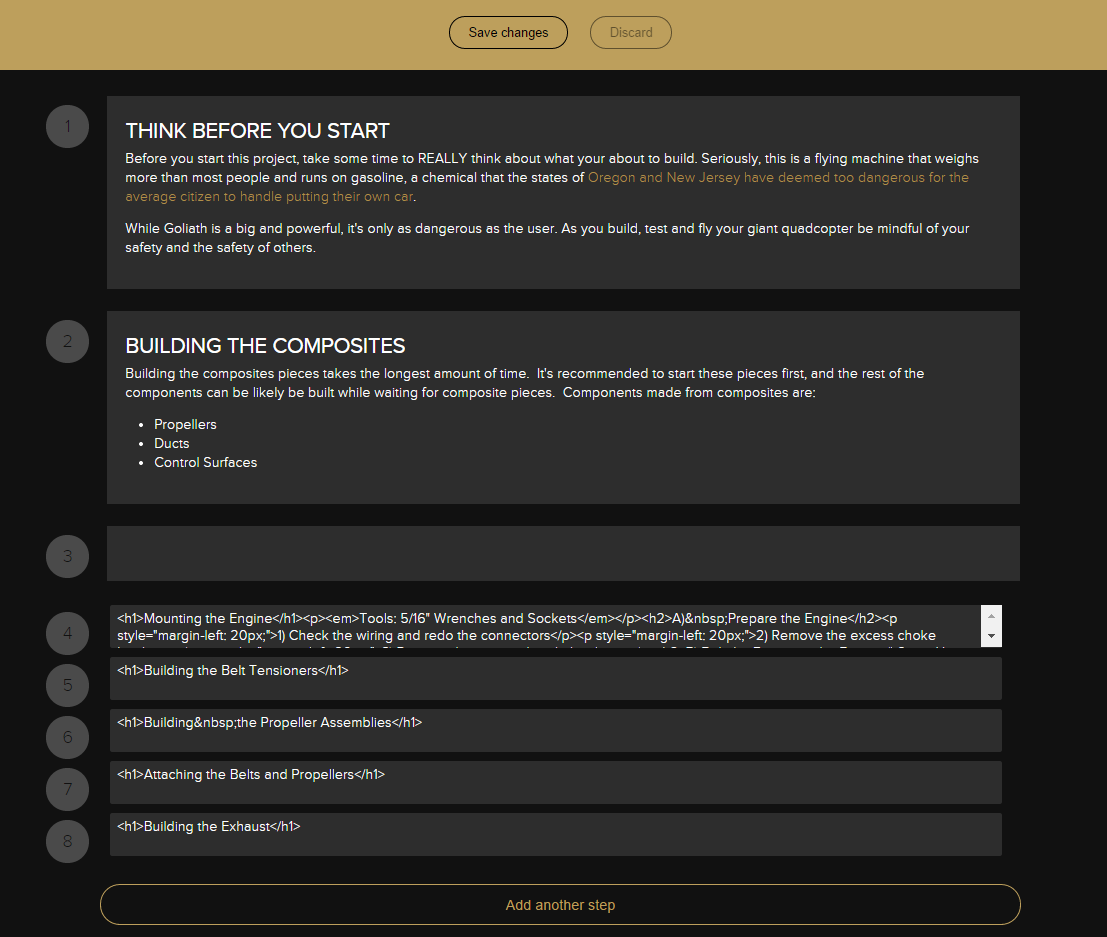 Save changes
Discard
1
THINK BEFORE YOU START
Before you start this project, take some time to REALLY think about what your about to build. Seriously, this is a flying machine that weighs
more than most people and runs on gasoline, a chemical that the states of Oregon and New Jersey have deemed too dangerous for the
average citizen to handle putting their own car.
While Goliath is a big and powerful, it's only as dangerous as the user. As you build, test and fly your giant quadcopter be mindful of your
safety and the safety of others.
2
BUILDING THE COMPOSITES
Building the composites pieces takes the longest amount of time.  It's recommended to start these pieces first, and the rest of the
components can be likely be built while waiting for composite pieces.  Components made from composites are:
• Propellers
• Ducts
• Control Surfaces
3
4
<h1>Mounting the Engine</h1><p><em>Tools: 5/16" Wrenches and Sockets</em></p><h2>A)&nbsp;Prepare the Engine</h2><p
style="margin-left: 20px;">1) Check the wiring and redo the connectors</p><p style="margin-left: 20px;">2) Remove the excess choke
5
<h1>Building the Belt Tensioners</h1>
6
<h1>Building&nbsp;the Propeller Assemblies</h1>
7
<h1>Attaching the Belts and Propellers</h1>
8
<h1>Building the Exhaust</h1>
Add another step